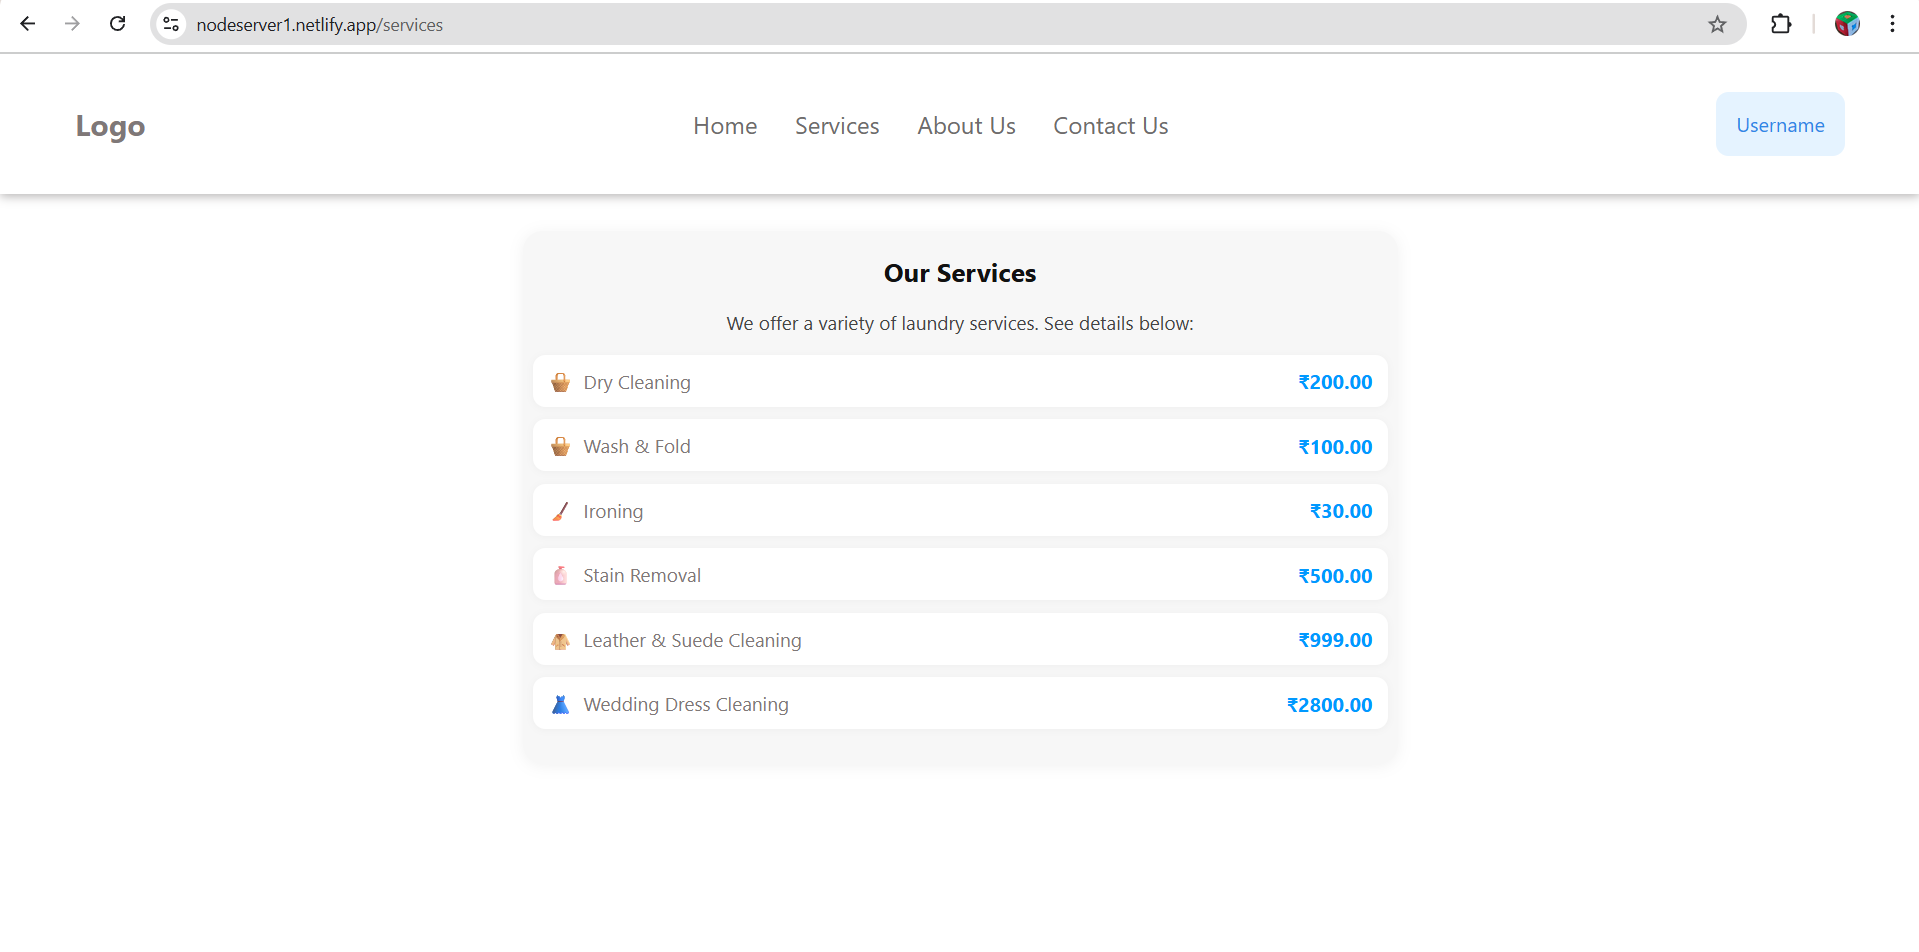 nodeserver1.netlify.app/services
Logo
Home Services About Us Contact Us
Username
Our Services
We offer a variety of laundry services. See details below:
Dry Cleaning ₹200.00
Wash & Fold ₹100.00
Ironing ₹30.00
Stain Removal ₹500.00
Leather & Suede Cleaning ₹999.00
Wedding Dress Cleaning ₹2800.00